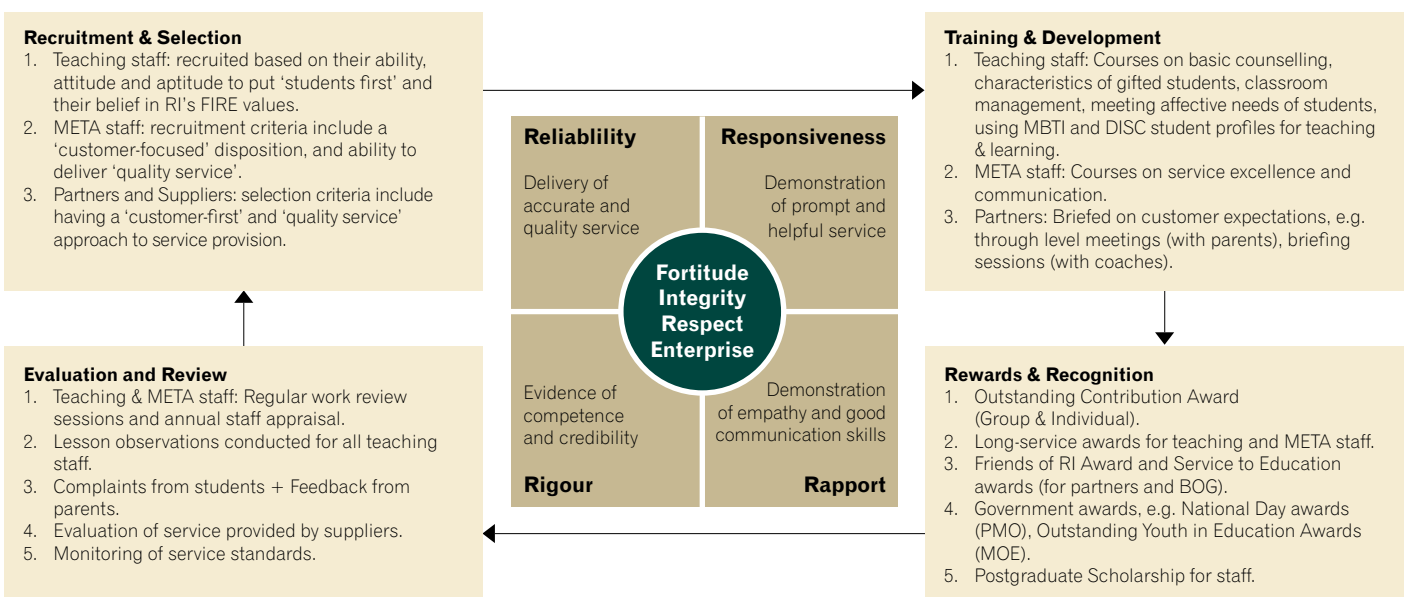 Recruitment & Selection
1. Teaching staff: recruited based on their ability,
attitude and aptitude to put ‘students first’ and
their belief in RI’s FIRE values.
2. META staff: recruitment criteria include a
‘customer-focused’ disposition, and ability to
deliver ‘quality service’.
3. Partners and Suppliers: selection criteria include
having a ‘customer-first’ and ‘quality service’
approach to service provision.
Training & Development
1. Teaching staff: Courses on basic counselling,
characteristics of gifted students, classroom
management, meeting affective needs of students,
using MBTI and DISC student profiles for teaching
& learning.
2. META staff: Courses on service excellence and
communication.
3. Partners: Briefed on customer expectations, e.g.
through level meetings (with parents), briefing
sessions (with coaches).
Reliablility
Delivery of
accurate and
quality service
Responsiveness
Demonstration
of prompt and
helpful service
Fortitude
Integrity
Respect
Enterprise
Evidence of
competence
and credibility
Rigour
Demonstration
of empathy and good
communication skills
Rapport
Evaluation and Review
1. Teaching & META staff: Regular work review
sessions and annual staff appraisal.
2. Lesson observations conducted for all teaching
staff.
3. Complaints from students + Feedback from
parents.
4. Evaluation of service provided by suppliers.
5. Monitoring of service standards.
Rewards & Recognition
1. Outstanding Contribution Award
(Group & Individual).
2. Long-service awards for teaching and META staff.
3. Friends of RI Award and Service to Education
awards (for partners and BOG).
4. Government awards, e.g. National Day awards
(PMO), Outstanding Youth in Education Awards
(MOE).
5. Postgraduate Scholarship for staff.